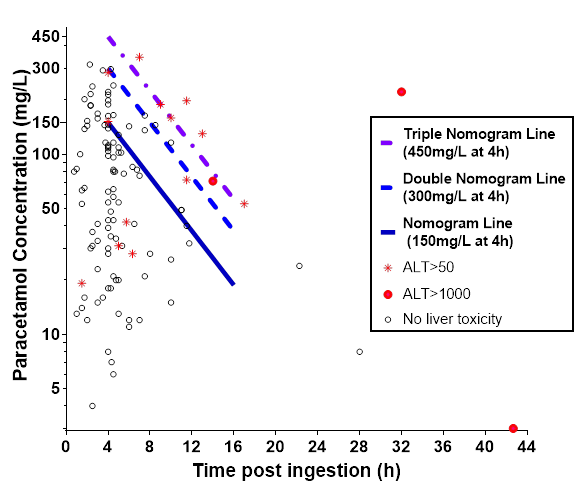 450
300
150
100
50
10
5
Paracetamol Concentration (mg/L)
0 4 8 12 16 20 24 28 32 36 40 44
Time post ingestion (h)
Triple Nomogram Line
(450mg/L at 4h)
Double Nomogram Line
(300mg/L at 4h)
Nomogram Line
(150mg/L at 4h)
ALT>50
ALT>1000
No liver toxicity